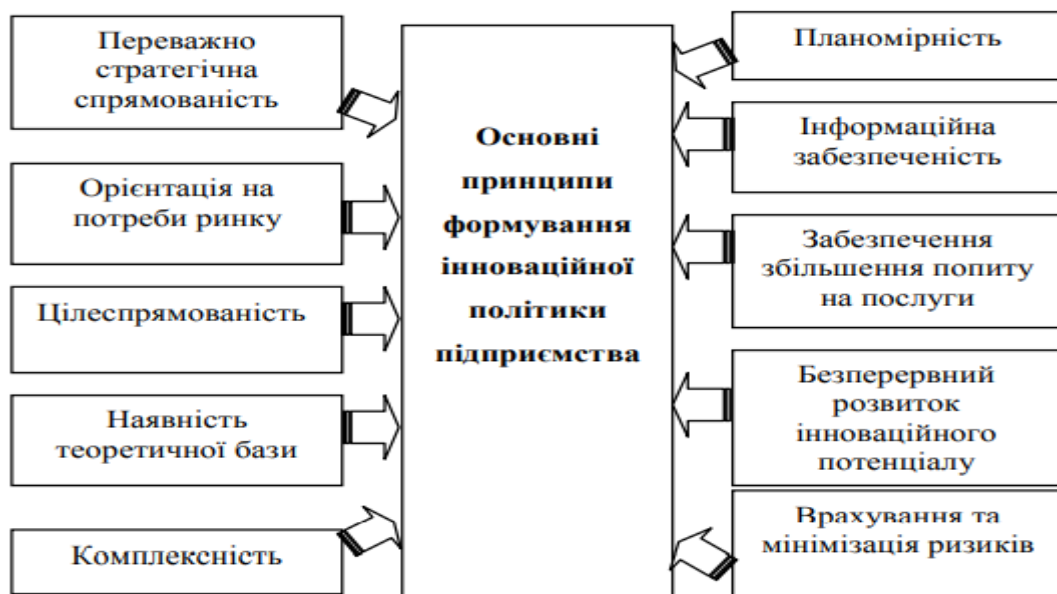 Переважно
стратегічна
спрямованість
Орієнтація на
потреби ринку
Цілеспрямованість
Наявність
теоретичної бази
Комплексність
Основні
принципи
формування
інноваційної
політики
підприємства
Планомірність
Інформаційна
забезпеченість
Забезпечення
збільшення попиту
на послуги
Безперервний
розвиток
інноваційного
потенціалу
Врахування та
мінімізація ризиків